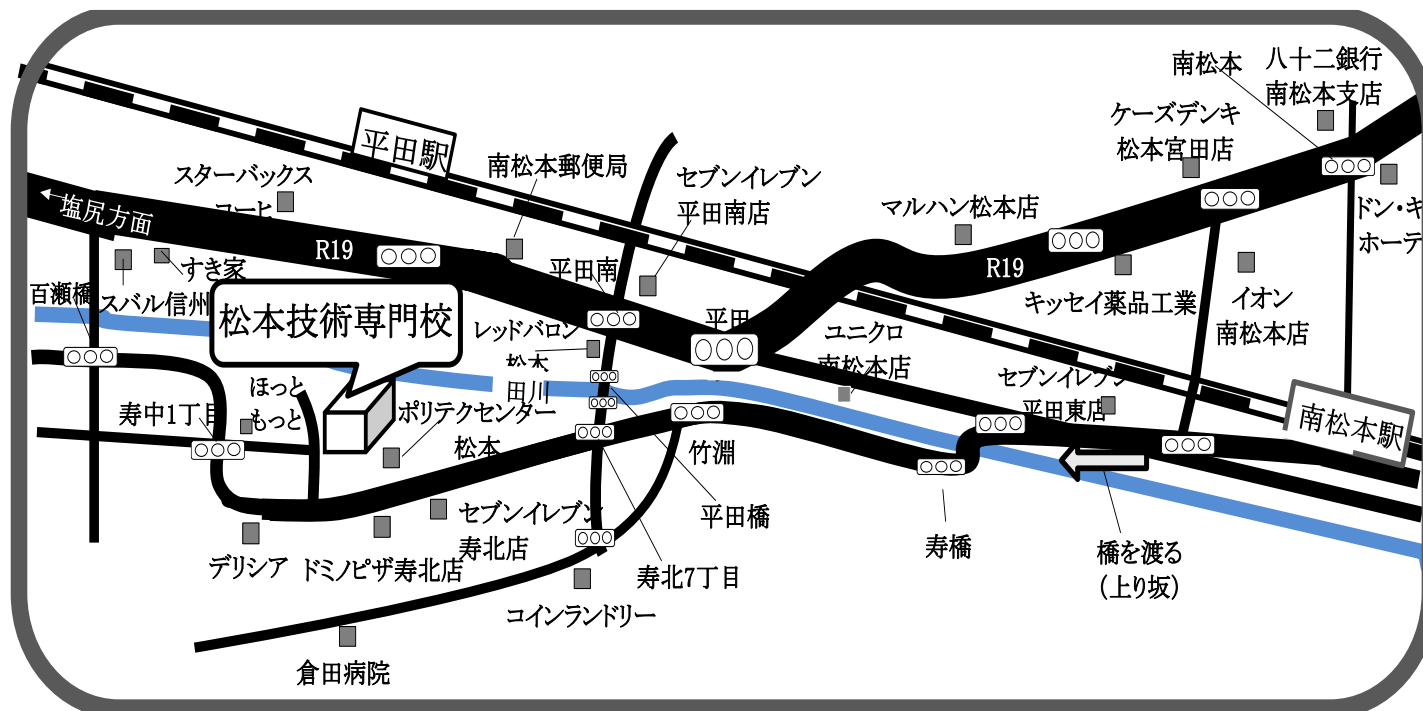 南松本
八十二銀行
南松本支店
ケーズデンキ
松本宮田店
平田駅
南松本郵便局
スターバックス
コーヒ
セブンイレブン
平田南店
マルハン松本店
ドン・キ
ホーテ
塩尻方面
R19
R19
すき家
平田南
スバル信州
百瀬橋
キッセイ薬品工業
イオン
南松本店
松本技術専門校
レッドバロン
松本
平田
ユニクロ
南松本店
田川
セブンイレブン
平田東店
ほっと
もっと
寿中1丁目
ポリテクセンター
松本
竹淵
南松本駅
セブンイレブン
寿北店
平田橋
寿橋
橋を渡る
(上り坂)
デリシア
ドミノピザ寿北店
寿北7丁目
コインランドリー
倉田病院